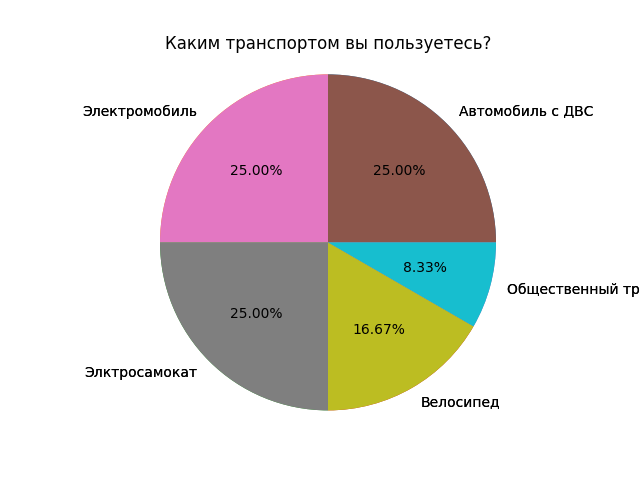 Каким транспортом вы пользуетесь?
Электромобиль
Автомобиль с ДВС
25.00%
25.00%
8.33%
Общественный тр
25.00%
16.67%
Элктросамокат
Велосипед